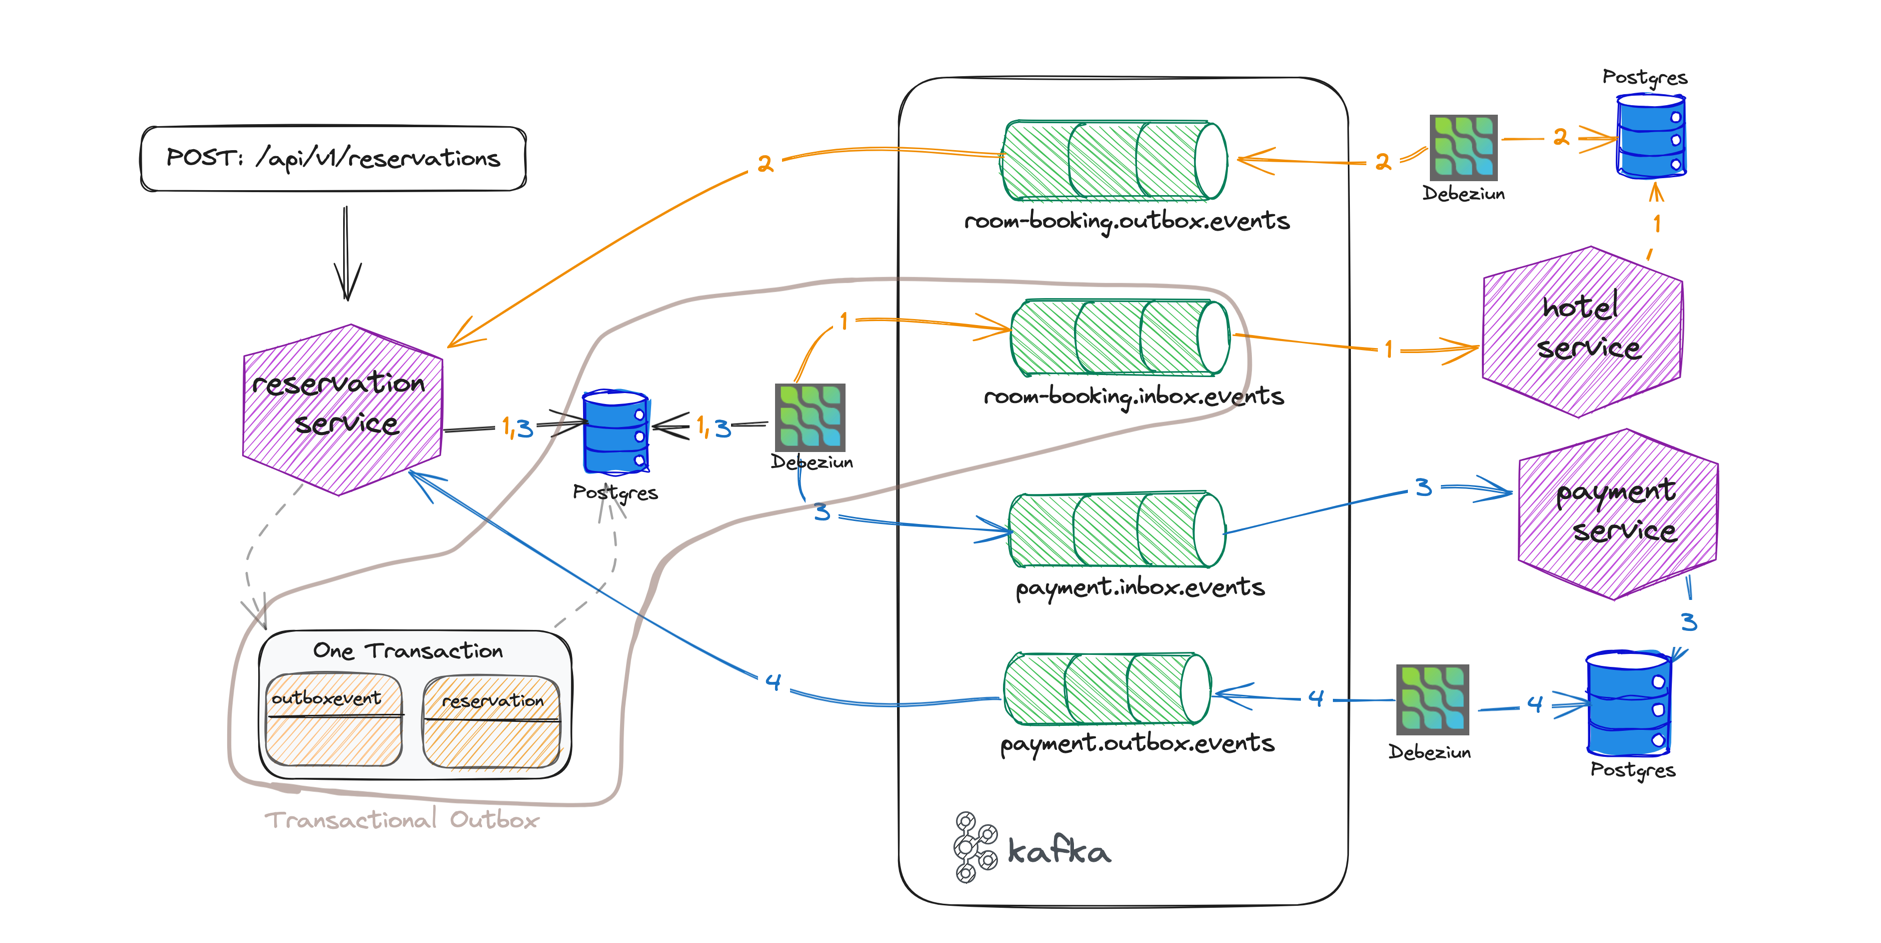 Postgres
POST: /api/v1/reservations
2
2
2
Debeziun
room-booking.outbox.events
1
hotel
service
1
1
reservation
service
room-booking.inbox.events
1,3
1,3
Debeziun
Postgres
3
3
payment
service
payment.inbox.events
3
One Transaction
outboxevent
reservation
4
4
4
payment.outbox.events
Debeziun
Postgres
Transactional Outbox
kafka